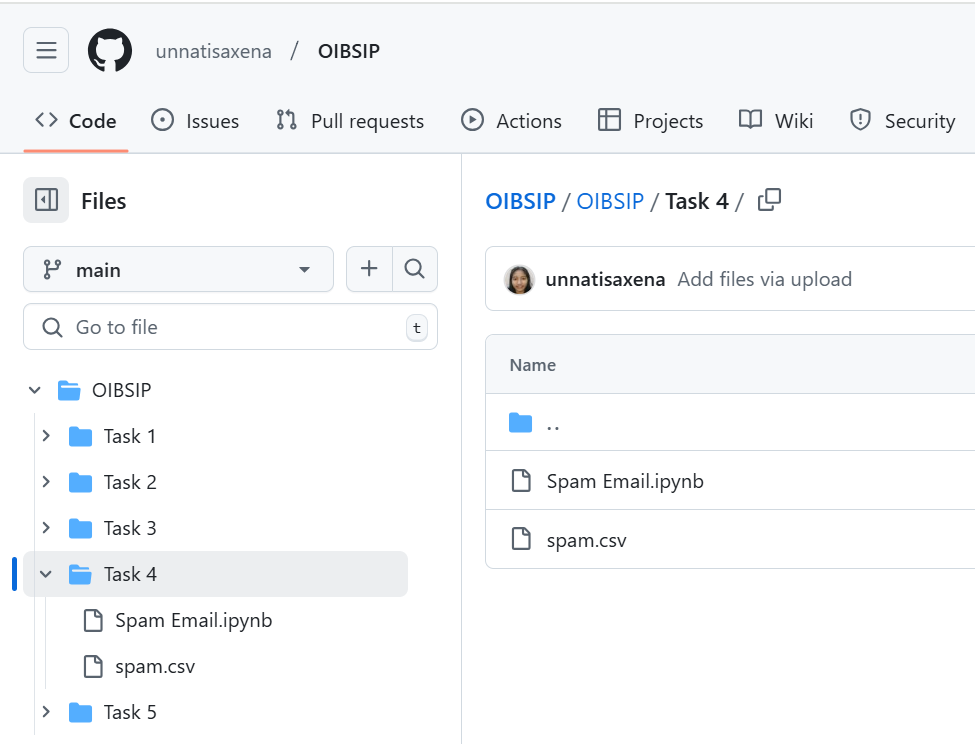 unnatisaxena / OIBSIP
Code Issues Pull requests Actions Projects Wiki Security
Files
main
Go to file t
OIBSIP
Task 1
Task 2
Task 3
Task 4
Spam Email.ipynb
spam.csv
Task 5
OIBSIP / OIBSIP / Task 4 /
unnatisaxena Add files via upload
Name
..
Spam Email.ipynb
spam.csv